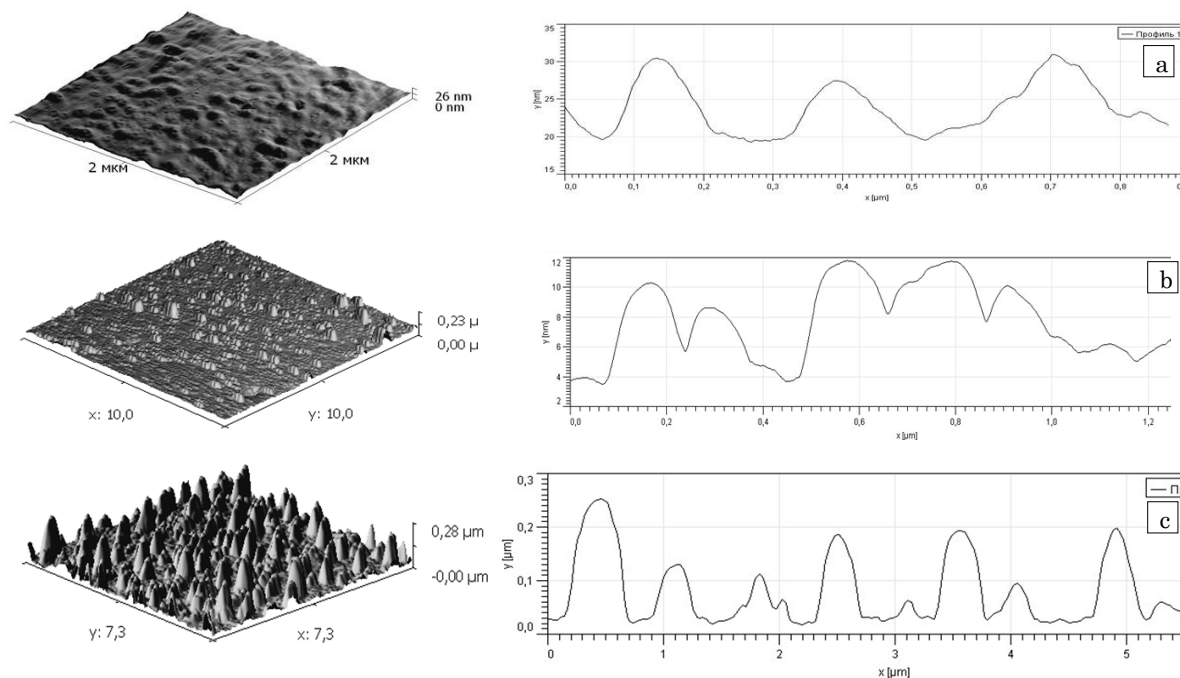 26 nm
0 nm
2 мкм
2 мкм
35
30
25
20
15
y [nm]
Профиль 1
a
0,0 0,1 0,2 0,3 0,4 0,5 0,6 0,7 0,8
x [µm]
0,23 µ
0,00 µ
x: 10,0
y: 10,0
12
10
8
6
4
2
y [nm]
b
0,0 0,2 0,4 0,6 0,8 1,0 1,2
x [µm]
0,28 µm
-0,00 µm
y: 7,3
x: 7,3
0,3
0,2
0,1
0,0
y [µm]
П
c
0 1 2 3 4 5
x [µm]